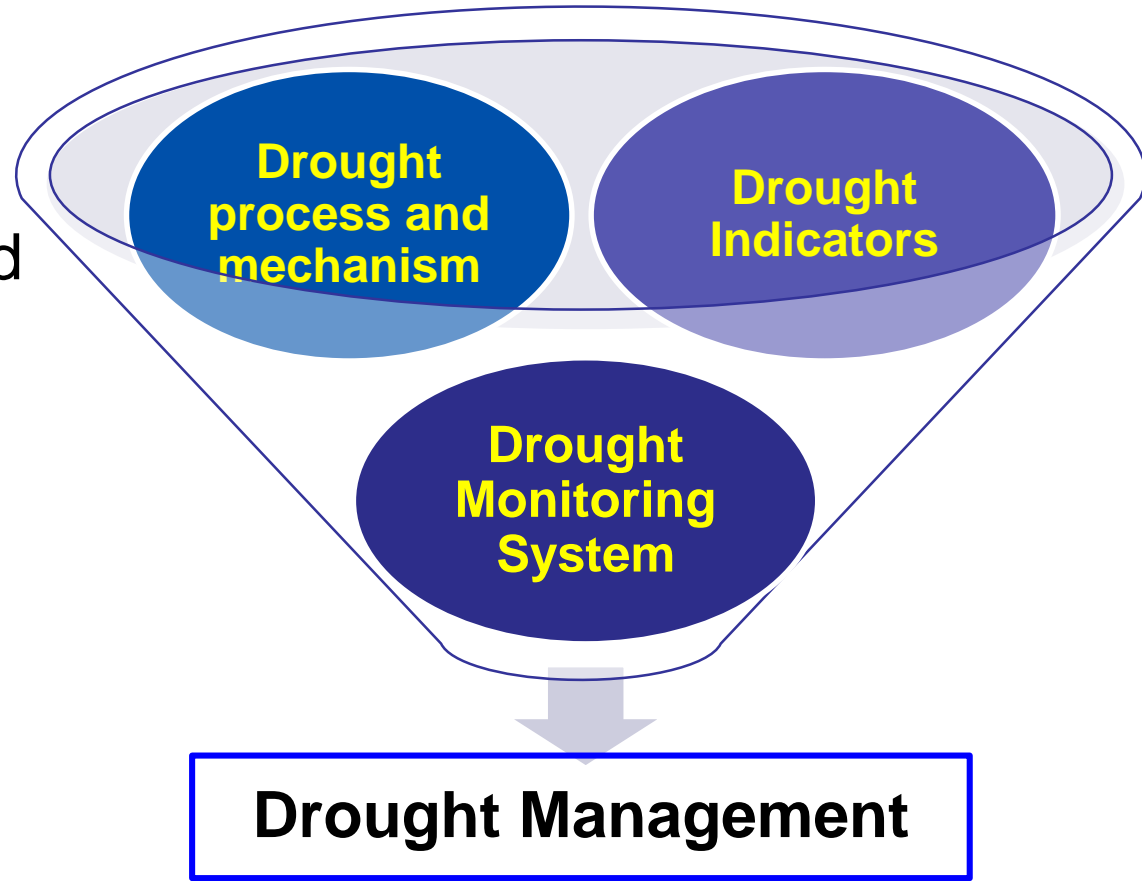 Drought
process and
mechanism
Drought
Indicators
d
Drought
Monitoring
System
Drought Management